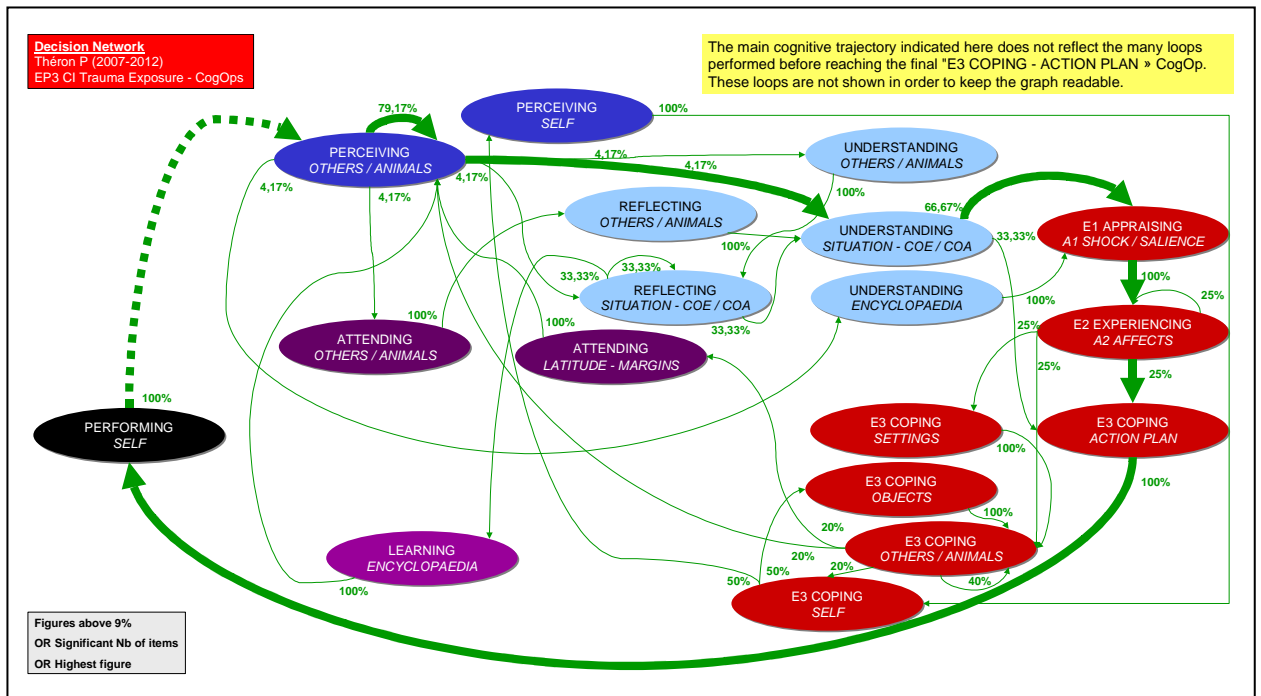 Decision Network
Théron P (2007-2012)
EP3 CI Trauma Exposure - CogOps
The main cognitive trajectory indicated here does not reflect the many loops
performed before reaching the final "E3 COPING - ACTION PLAN » CogOp.
These loops are not shown in order to keep the graph readable.
79,17%
PERCEIVING
SELF
100%
PERCEIVING
OTHERS / ANIMALS
4,17%
4,17%
4,17%
4,17%
4,17%
UNDERSTANDING
OTHERS / ANIMALS
100%
REFLECTING
OTHERS / ANIMALS
100%
UNDERSTANDING
SITUATION - COE / COA
66,67%
33,33%
E1 APPRAISING
A1 SHOCK / SALIENCE
100%
33,33%
33,33%
REFLECTING
SITUATION - COE / COA
33,33%
UNDERSTANDING
ENCYCLOPAEDIA
100%
25%
E2 EXPERIENCING
A2 AFFECTS
25%
25%
25%
100%
ATTENDING
OTHERS / ANIMALS
100%
ATTENDING
LATITUDE - MARGINS
100%
PERFORMING
SELF
E3 COPING
SETTINGS
100%
E3 COPING
ACTION PLAN
100%
E3 COPING
OBJECTS
100%
20%
E3 COPING
OTHERS / ANIMALS
20%
20%
40%
LEARNING
ENCYCLOPAEDIA
100%
50%
50%
E3 COPING
SELF
Figures above 9%
OR Significant Nb of items
OR Highest figure